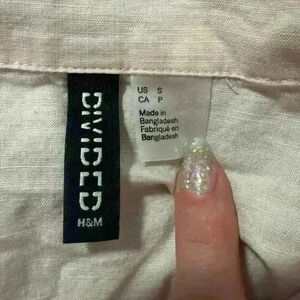 DIVIDED
H&M
US S
CA P
Made in
Bangladesh
Fabriqué en
Bangladesh